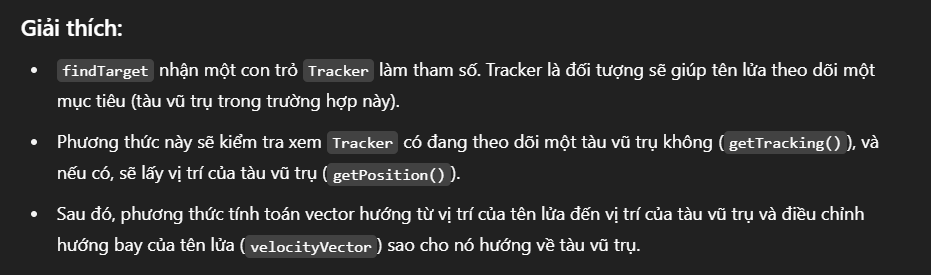 Giải thích:
• findTarget nhận một con trỏ Tracker làm tham số. Tracker là đối tượng sẽ giúp tên lửa theo dõi một
mục tiêu (tàu vũ trụ trong trường hợp này).
• Phương thức này sẽ kiểm tra xem Tracker có đang theo dõi một tàu vũ trụ không (getTracking()), và
nếu có, sẽ lấy vị trí của tàu vũ trụ (getPosition()).
• Sau đó, phương thức tính toán vector hướng từ vị trí của tên lửa đến vị trí của tàu vũ trụ và điều chỉnh
hướng bay của tên lửa (velocityVector) sao cho nó hướng về tàu vũ trụ.